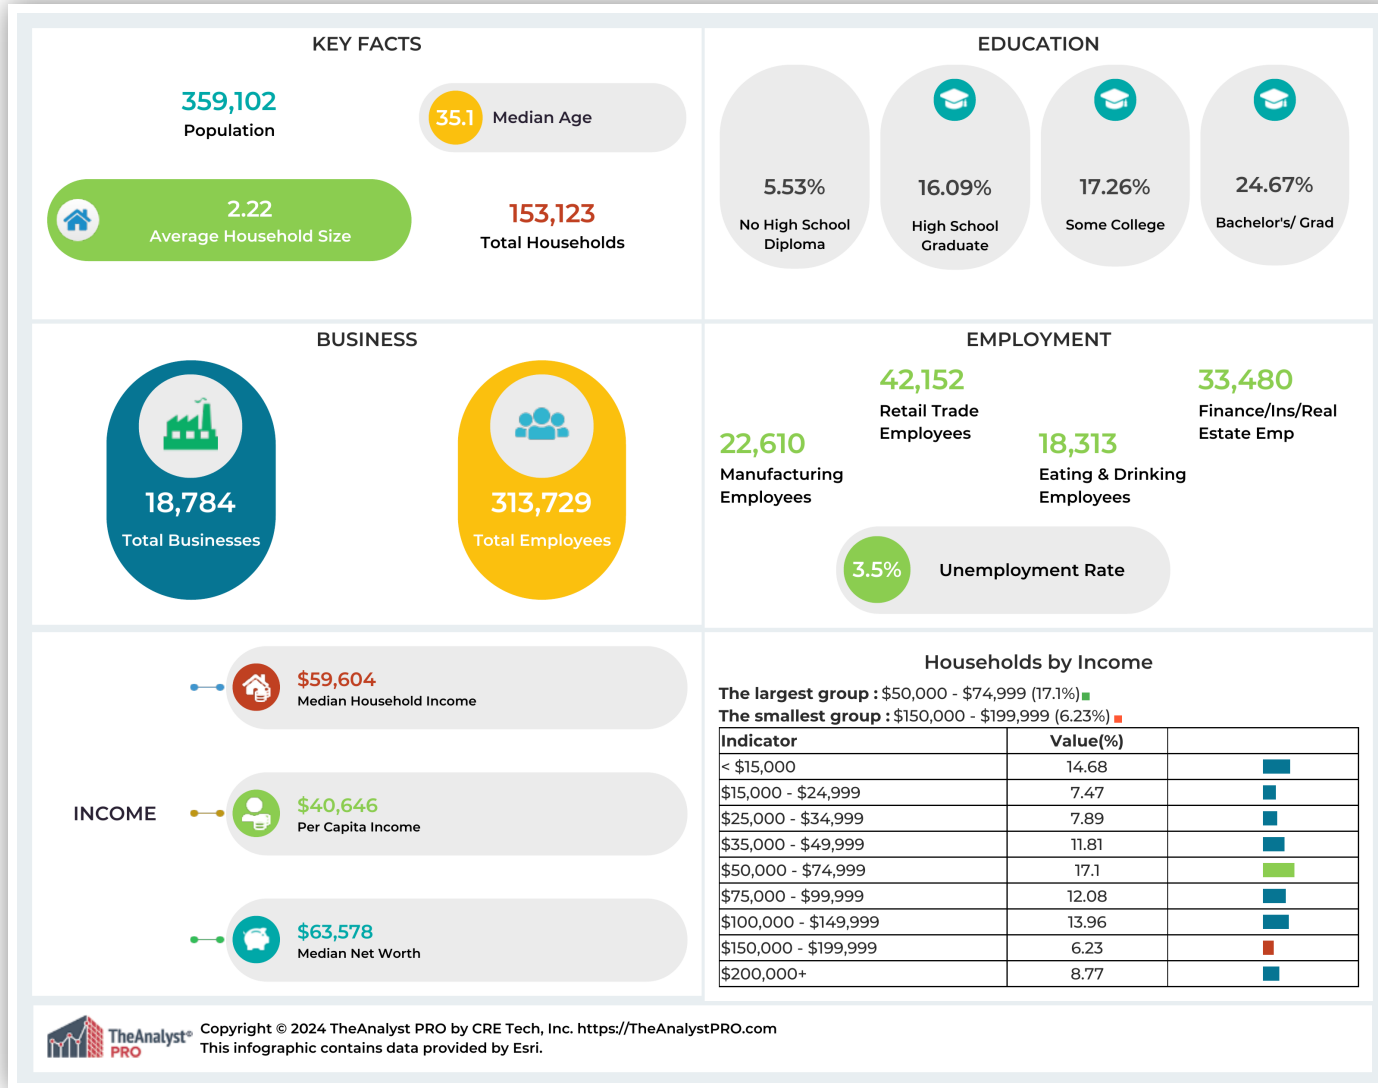 KEY FACTS
359,102
Population
35.1 Median Age
2.22
Average Household Size
153,123
Total Households
EDUCATION
5.53%
No High School
Diploma
16.09%
High School
Graduate
17.26%
Some College
24.67%
Bachelor's/ Grad
BUSINESS
18,784
Total Businesses
313,729
Total Employees
EMPLOYMENT
22,610
Manufacturing
Employees
42,152
Retail Trade
Employees
18,313
Eating & Drinking
Employees
33,480
Finance/Ins/Real
Estate Emp
3.5% Unemployment Rate
INCOME
$59,604
Median Household Income
$40,646
Per Capita Income
$63,578
Median Net Worth
Households by Income
The largest group : $50,000 - $74,999 (17.1%)
The smallest group : $150,000 - $199,999 (6.23%)
Indicator Value(%)
< $15,000 14.68
$15,000 - $24,999 7.47
$25,000 - $34,999 7.89
$35,000 - $49,999 11.81
$50,000 - $74,999 17.1
$75,000 - $99,999 12.08
$100,000 - $149,999 13.96
$150,000 - $199,999 6.23
$200,000+ 8.77
TheAnalyst®
PRO
Copyright © 2024 TheAnalyst PRO by CRE Tech, Inc. https://TheAnalystPRO.com
This infographic contains data provided by Esri.